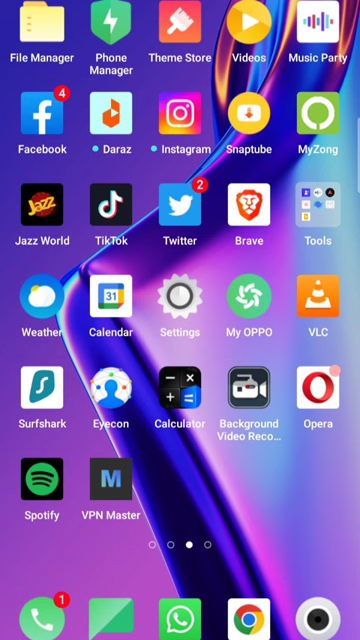 File Manager
Phone
Manager
Theme Store
Videos
Music Party
4
Facebook
Daraz
Instagram
Snaptube
MyZong
Jazz
2
Jazz World
TikTok
Twitter
Brave
Tools
31
Weather
Calendar
Settings
My OPPO
VLC
Surfshark
Eyecon
Calculator
Background
Video Reco...
Opera
M
Spotify
VPN Master
1